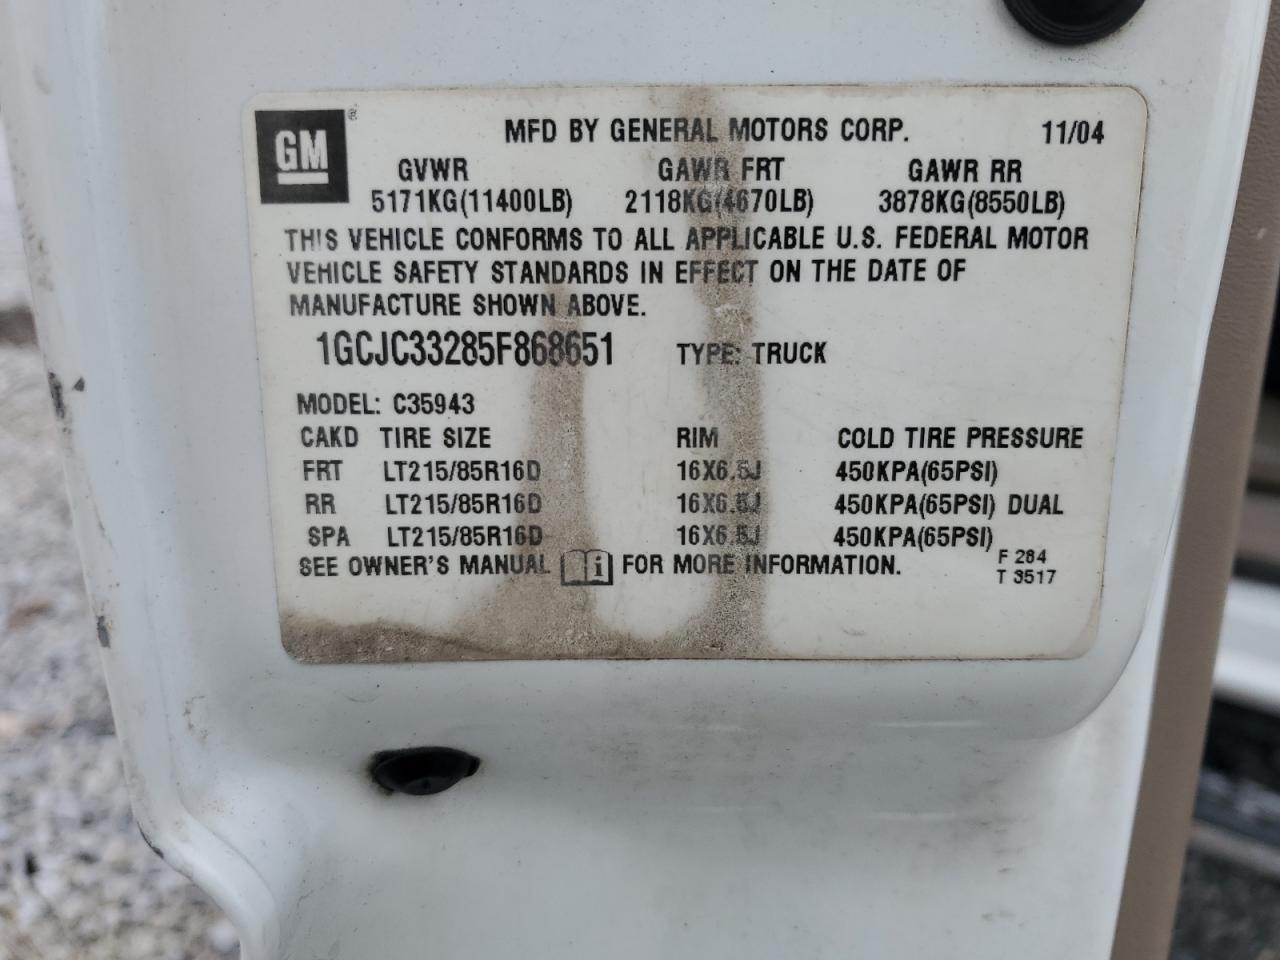 GM ®
MFD BY GENERAL MOTORS CORP. 11/04
GVWR GAWR FRT GAWR RR
5171KG(11400LB) 2118KG(4670LB) 3878KG(8550LB)
THIS VEHICLE CONFORMS TO ALL APPLICABLE U.S. FEDERAL MOTOR
VEHICLE SAFETY STANDARDS IN EFFECT ON THE DATE OF
MANUFACTURE SHOWN ABOVE.
1GCJC33285F868651 TYPE: TRUCK
MODEL: C35943
CAKD TIRE SIZE RIM COLD TIRE PRESSURE
FRT LT215/85R16D 16X6.5J 450KPA(65PSI)
RR LT215/85R16D 16X6.5J 450KPA(65PSI) DUAL
SPA LT215/85R16D 16X6.5J 450KPA(65PSI)
SEE OWNER'S MANUAL i FOR MORE INFORMATION.
F 284
T 3517